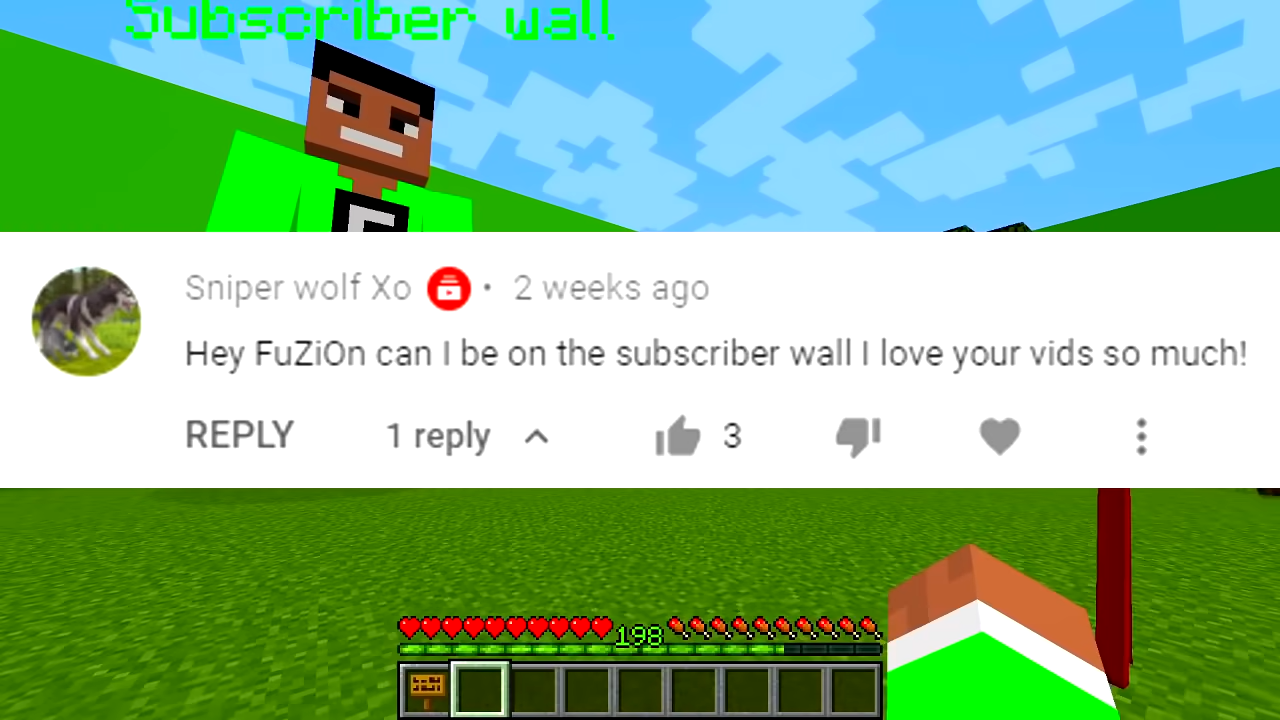 Subscriber wall
Sniper wolf Xo • 2 weeks ago
Hey FuZiOn can I be on the subscriber wall I love your vids so much!
REPLY 1 reply 3
198